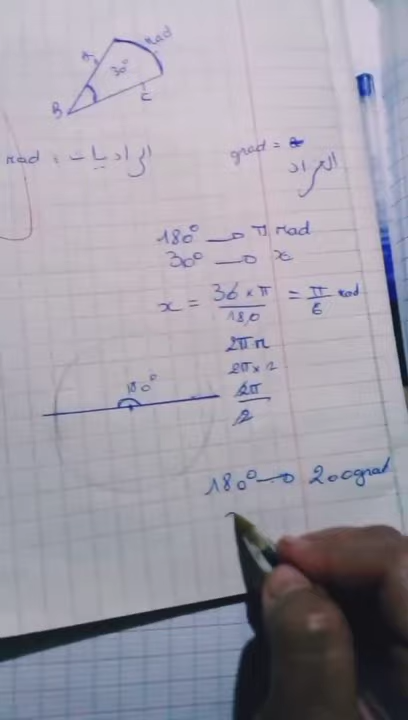 rad
A
30°
B
C
rad = الراديان
grad =
الغراد
180° → π rad
30° → x
x = 30 × π / 180 = π / 6 rad
2πr
2π × r
2π / 2
180°
180° → 200grad